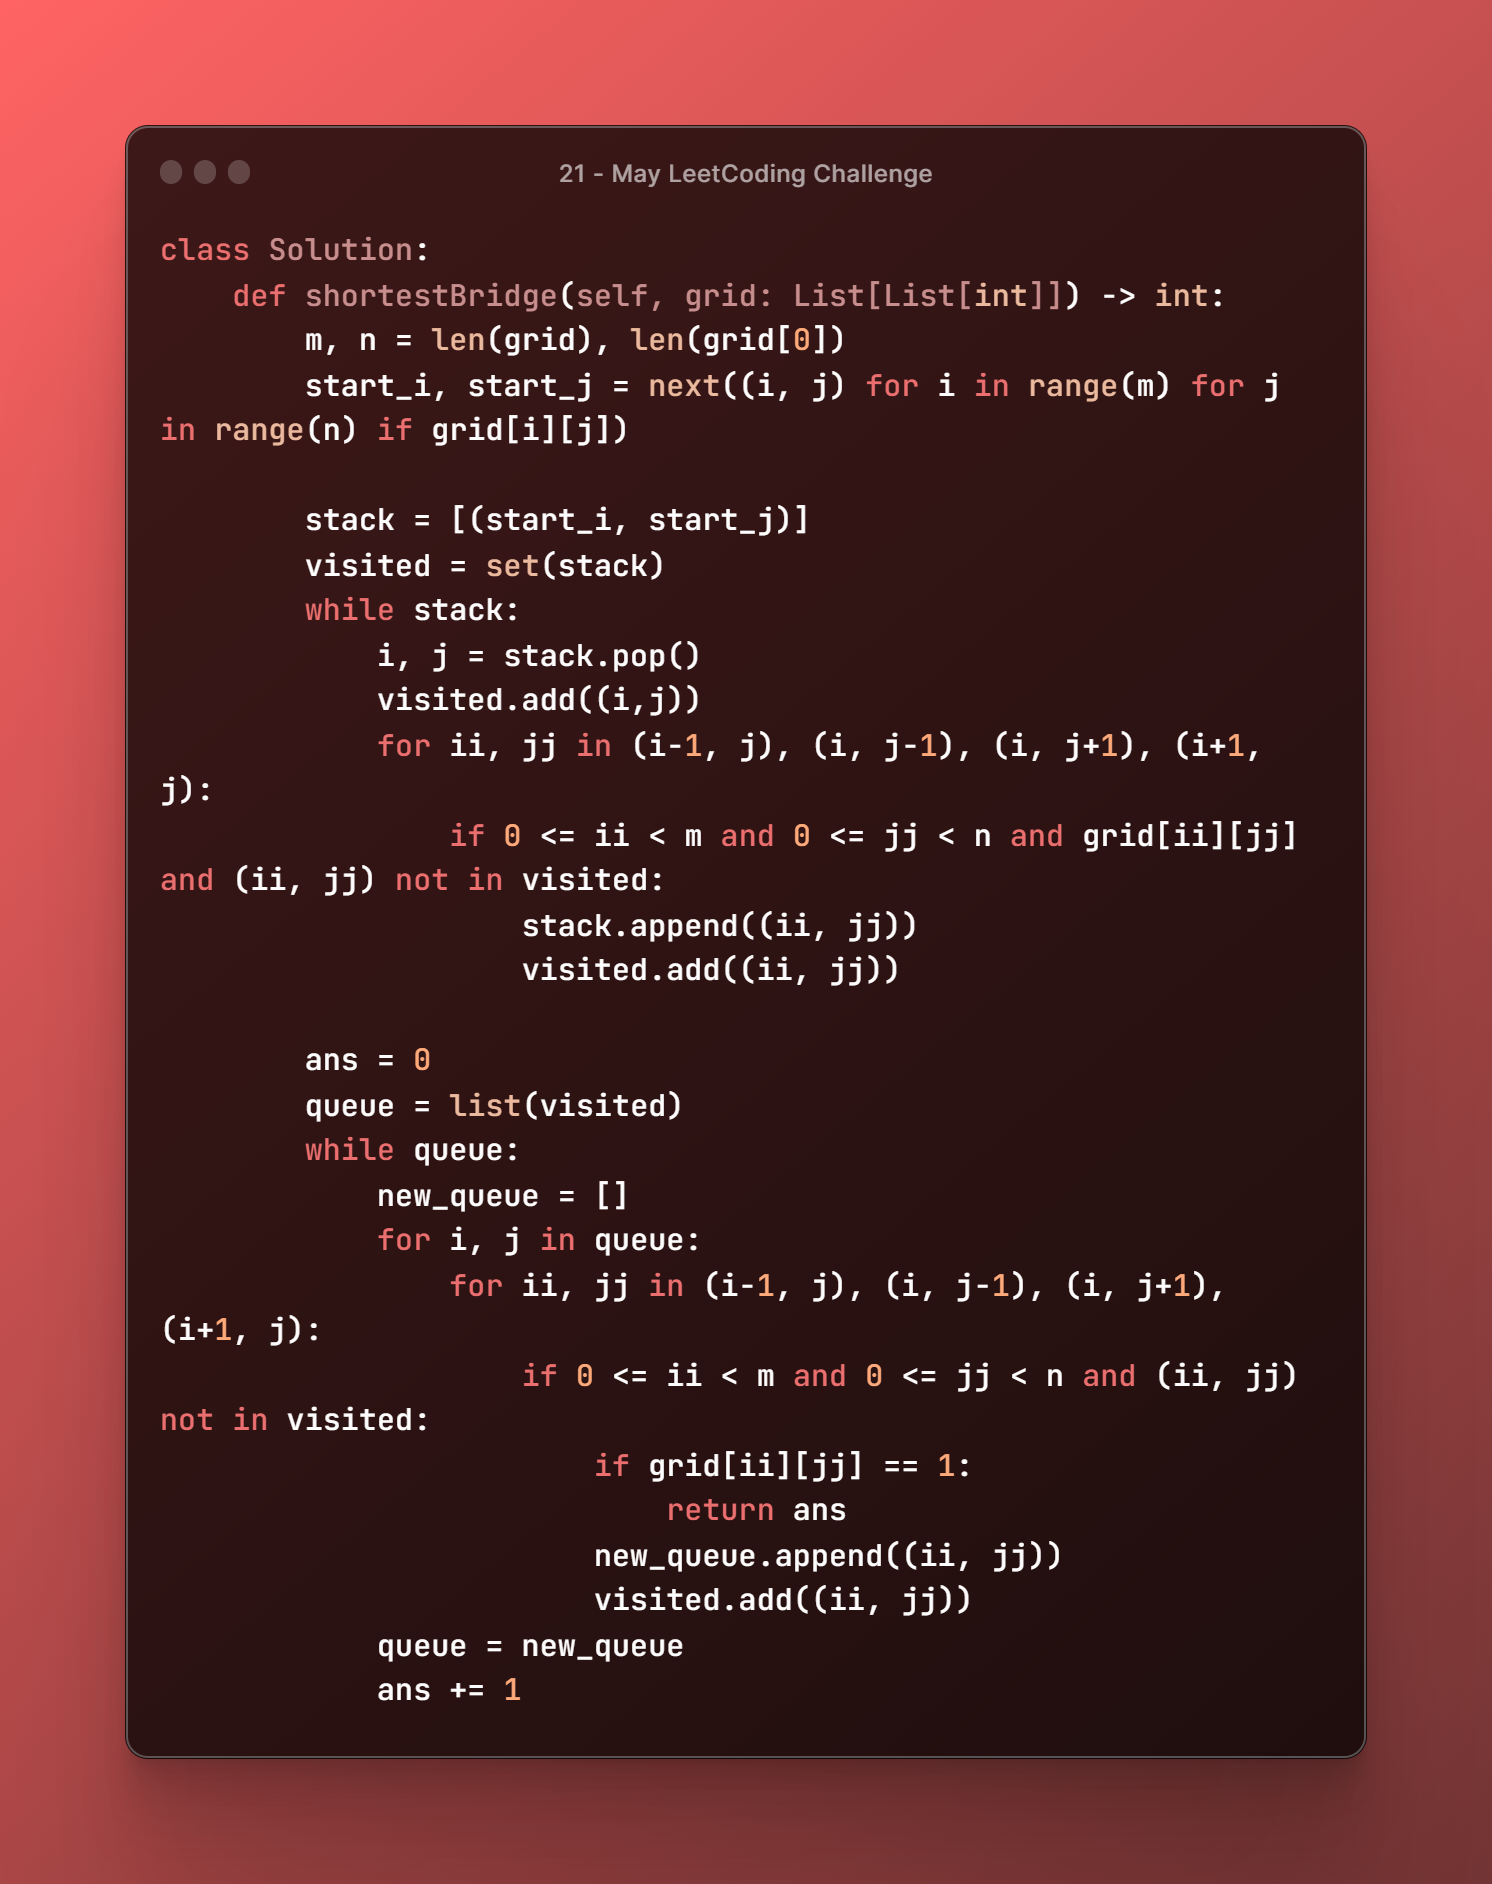 21 - May LeetCoding Challenge
class Solution:
    def shortestBridge(self, grid: List[List[int]]) -> int:
        m, n = len(grid), len(grid[0])
        start_i, start_j = next((i, j) for i in range(m) for j
in range(n) if grid[i][j])

        stack = [(start_i, start_j)]
        visited = set(stack)
        while stack:
            i, j = stack.pop()
            visited.add((i,j))
            for ii, jj in (i-1, j), (i, j-1), (i, j+1), (i+1,
j):
                if 0 <= ii < m and 0 <= jj < n and grid[ii][jj]
and (ii, jj) not in visited:
                    stack.append((ii, jj))
                    visited.add((ii, jj))

        ans = 0
        queue = list(visited)
        while queue:
            new_queue = []
            for i, j in queue:
                for ii, jj in (i-1, j), (i, j-1), (i, j+1),
(i+1, j):
                    if 0 <= ii < m and 0 <= jj < n and (ii, jj)
not in visited:
                        if grid[ii][jj] == 1:
                            return ans
                        new_queue.append((ii, jj))
                        visited.add((ii, jj))
            queue = new_queue
            ans += 1